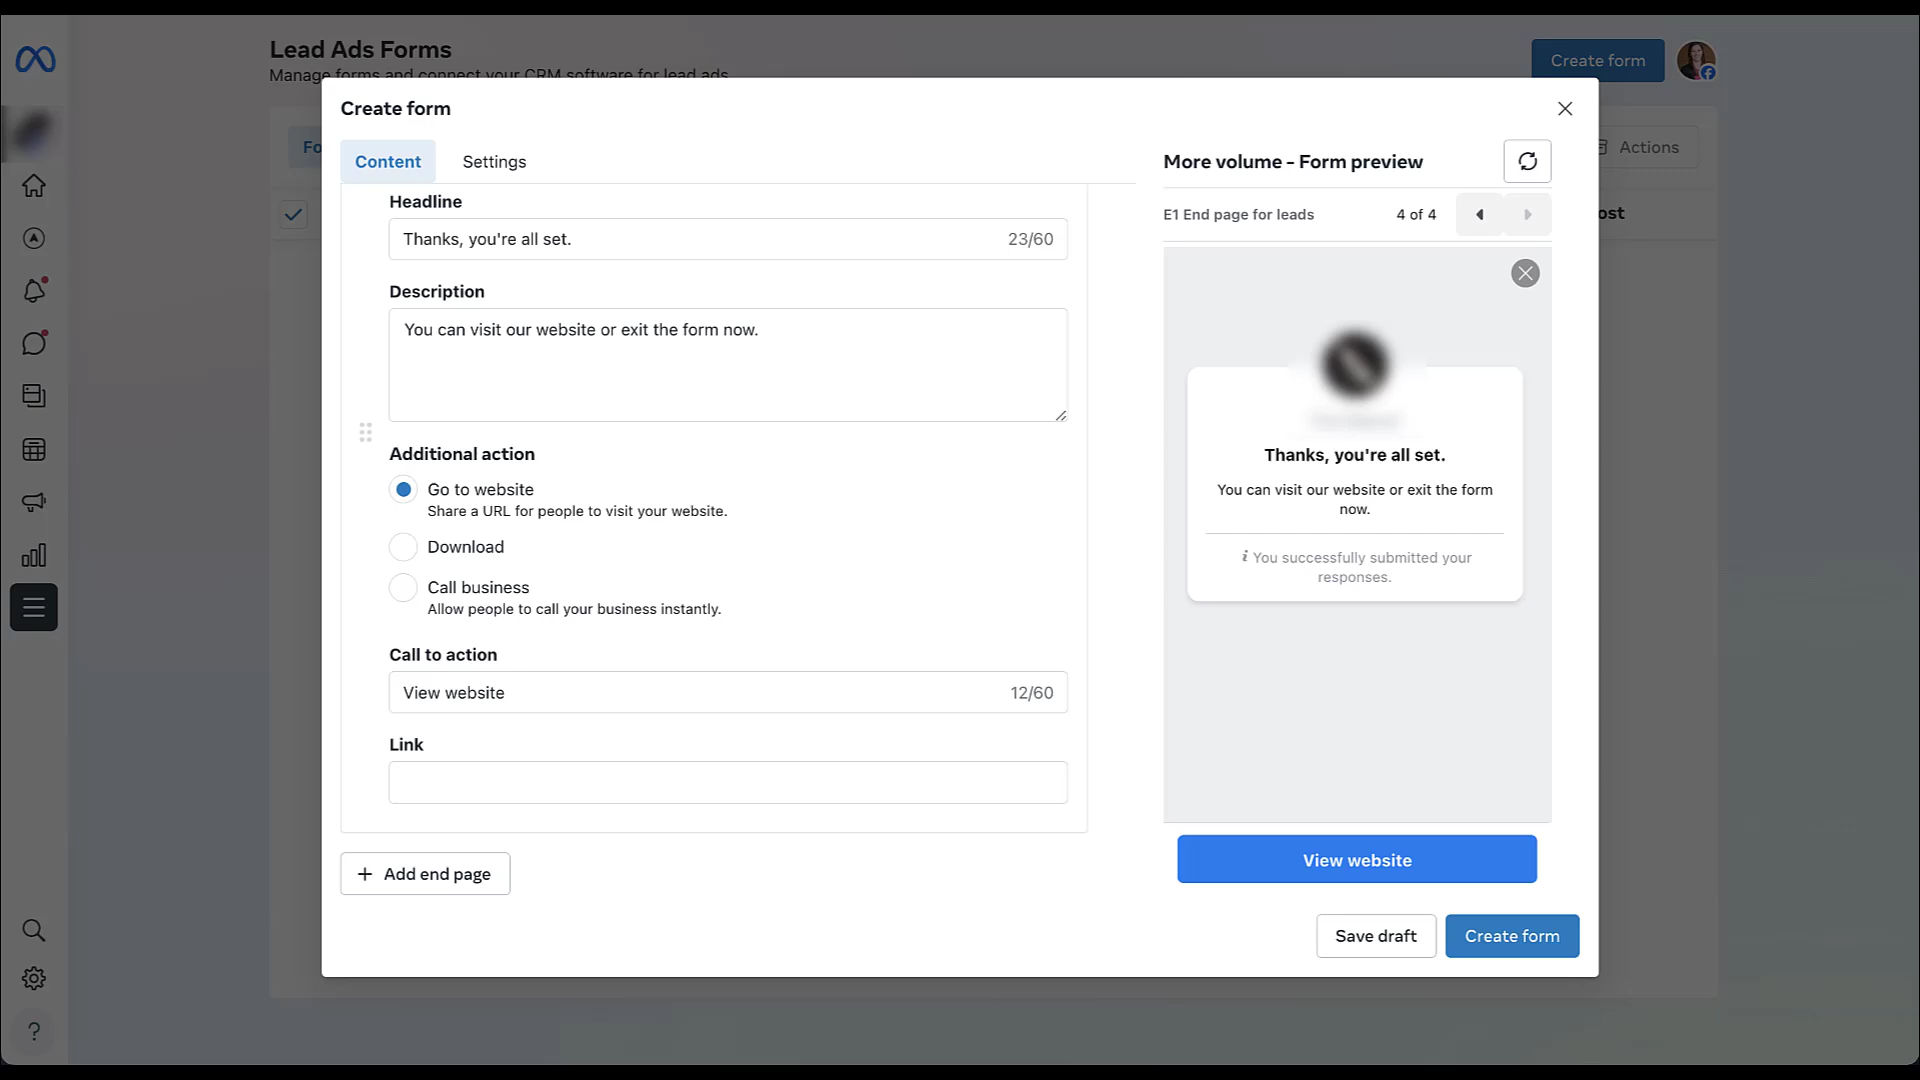 Lead Ads Forms
Manage forms and connect your CRM software for lead ads
Create form
Fo
Actions
ost
Create form
Content
Settings
Headline
Thanks, you're all set.
23/60
Description
You can visit our website or exit the form now.
Additional action
Go to website
Share a URL for people to visit your website.
Download
Call business
Allow people to call your business instantly.
Call to action
View website
12/60
Link
+ Add end page
More volume - Form preview
E1 End page for leads
4 of 4
Thanks, you're all set.
You can visit our website or exit the form
now.
i You successfully submitted your
responses.
View website
Save draft
Create form
?